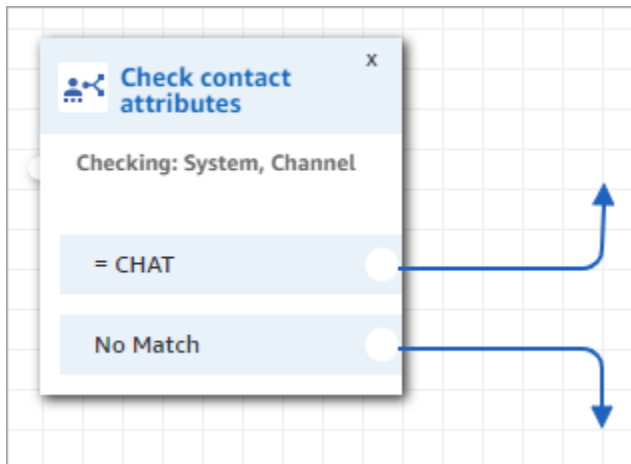 x
Check contact
attributes
Checking: System, Channel
= CHAT
No Match